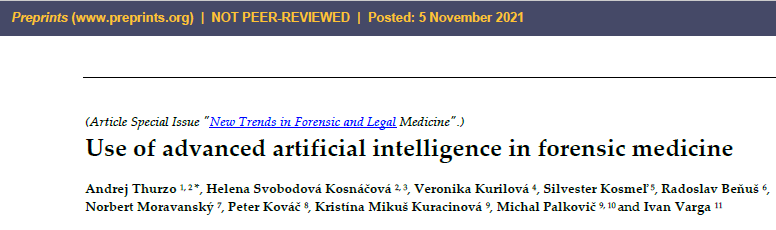 Preprints (www.preprints.org) | NOT PEER-REVIEWED | Posted: 5 November 2021
(Article Special Issue "New Trends in Forensic and Legal Medicine".)
Use of advanced artificial intelligence in forensic medicine
Andrej Thurzo 1, 2 *, Helena Svobodová Kosnáčová 2, 3, Veronika Kurilová 4, Silvester Kosmeľ 5, Radoslav Beňuš 6,
Norbert Moravanský 7, Peter Kováč 8, Kristína Mikuš Kuracinová 9, Michal Palkovič 9, 10 and Ivan Varga 11